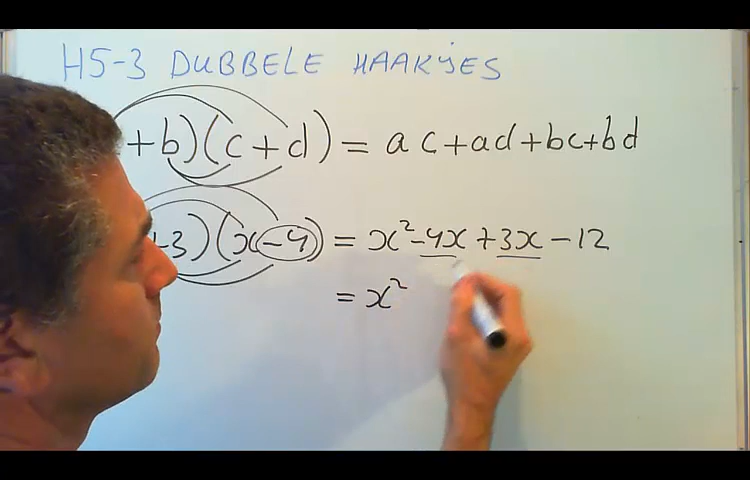 H5-3 DUBBELE HAAKJES
+b)(c+d) = ac+ad+bc+bd
+3)(x-4) = x²-4x+3x-12
= x²